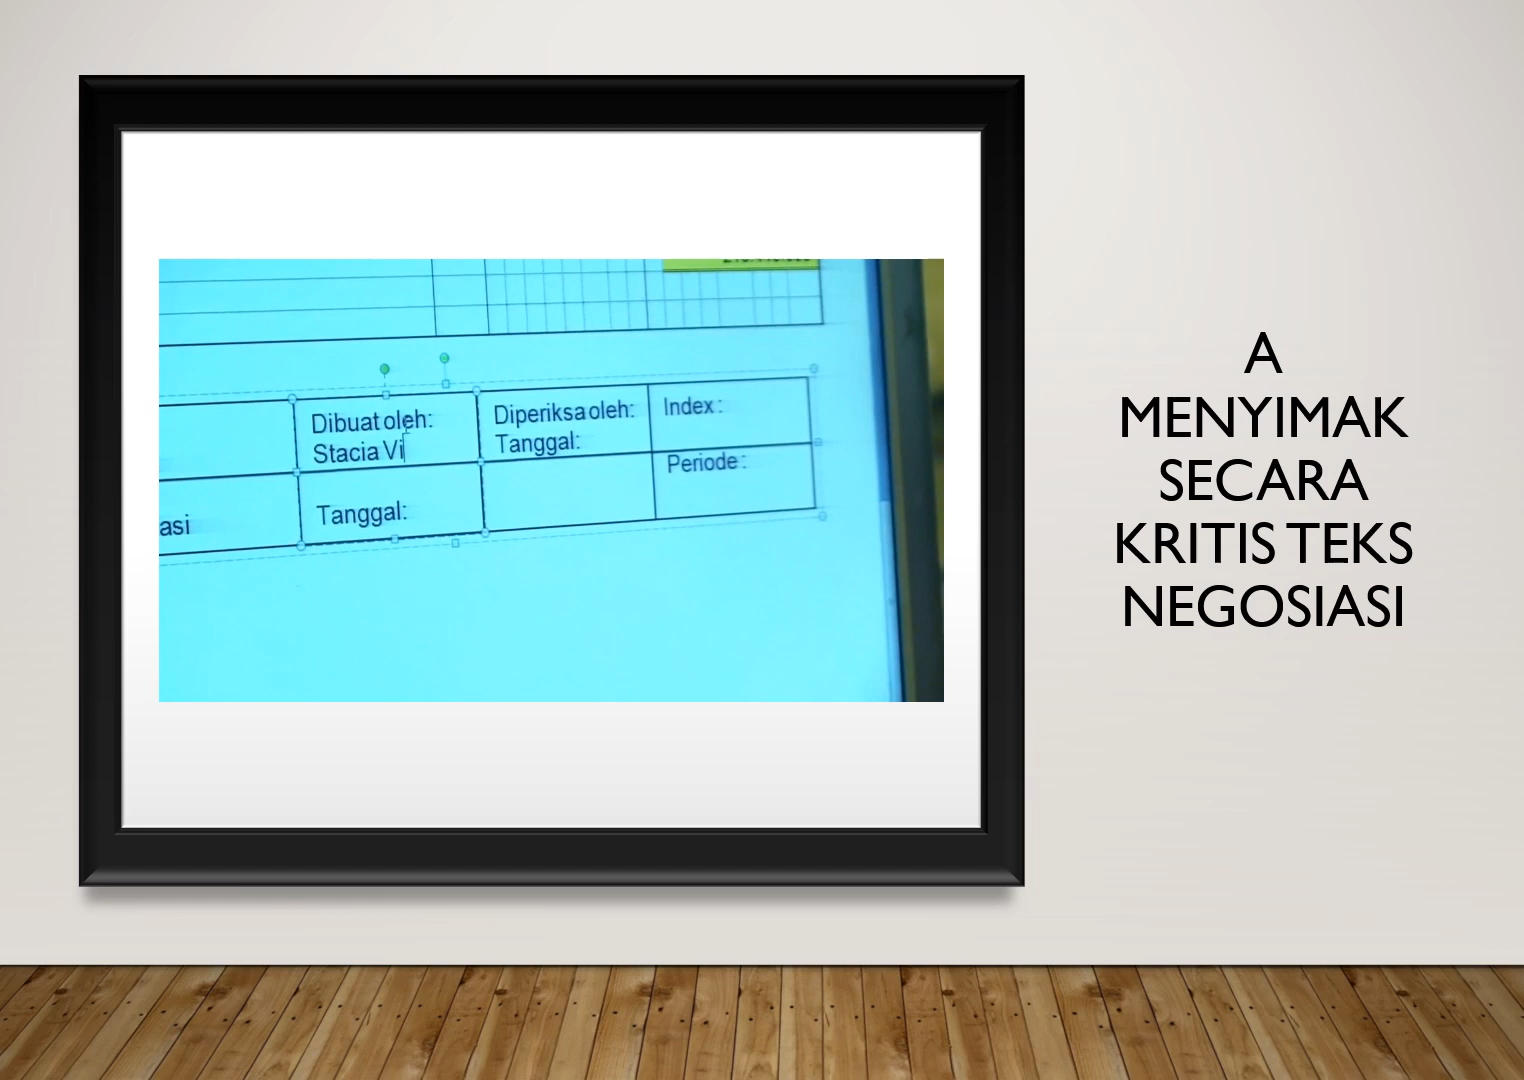 Dibuat oleh:
Stacia Vi
Tanggal:
Diperiksa oleh:
Tanggal:
Index :
Periode :
asi
A
MENYIMAK
SECARA
KRITIS TEKS
NEGOSIASI